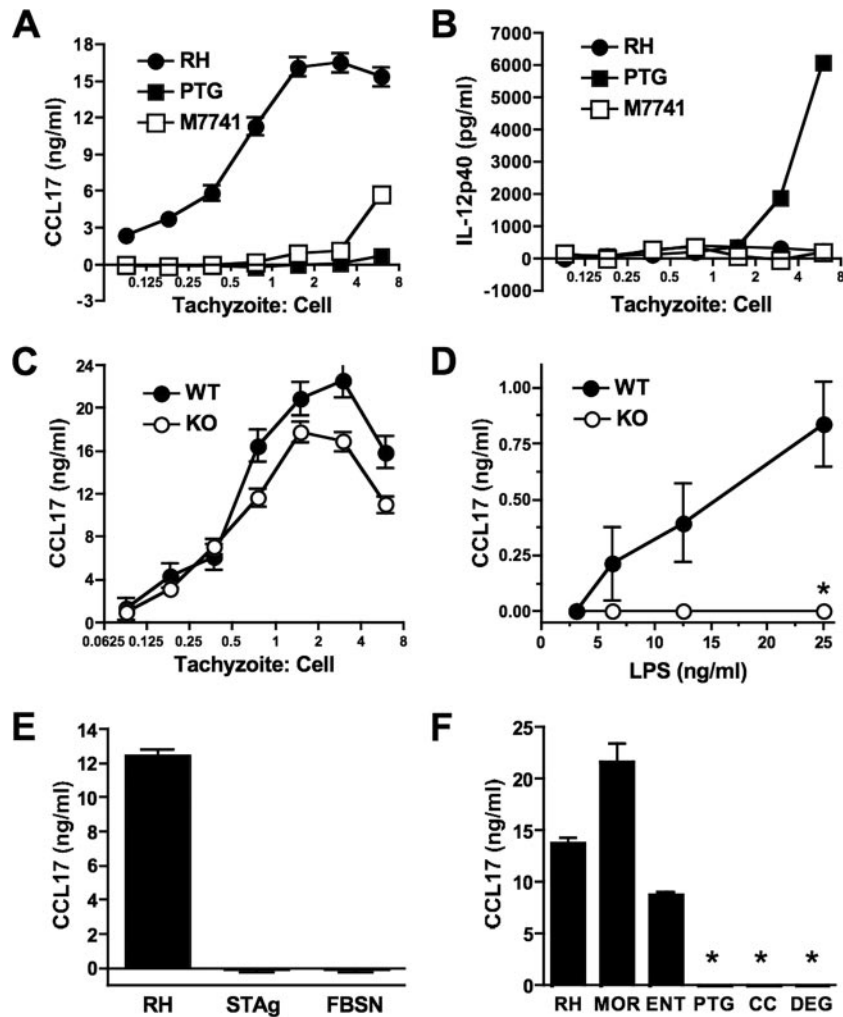 A
CCL17 (ng/ml)
18
15
12
9
6
3
0
-3
RH
PTG
M7741
0.125 0.25 0.5 1 2 4 8
Tachyzoite: Cell
B
IL-12p40 (pg/ml)
7000
6000
5000
4000
3000
2000
1000
0
-1000
RH
PTG
M7741
0.125 0.25 0.5 1 2 4 8
Tachyzoite: Cell
C
CCL17 (ng/ml)
24
20
16
12
8
4
0
WT
KO
0.0625 0.125 0.25 0.5 1 2 4 8
Tachyzoite: Cell
D
CCL17 (ng/ml)
1.00
0.75
0.50
0.25
0.00
WT
KO
*
0 5 10 15 20 25
LPS (ng/ml)
E
CCL17 (ng/ml)
14
12
10
8
6
4
2
0
RH STAg FBSN
F
CCL17 (ng/ml)
25
20
15
10
5
0
* * *
RH MOR ENT PTG CC DEG